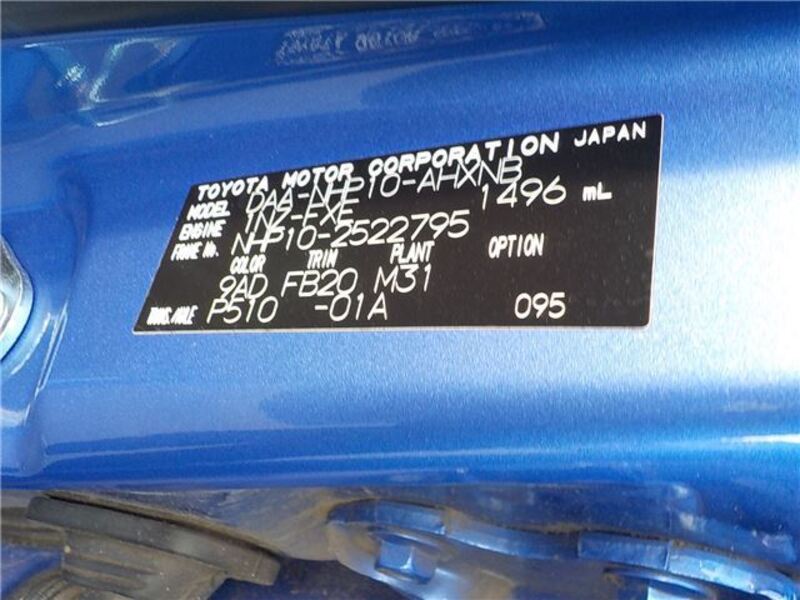 TOYOTA MOTOR CORPORATION JAPAN
MODEL DAA-NHP10-AHXNB
ENGINE 1NZ-FXE 1496 mL
FRAME No. NHP10-2522795
COLOR TRIM PLANT OPTION
9AD FB20 M31
TRANS./AXLE P510 -01A 095